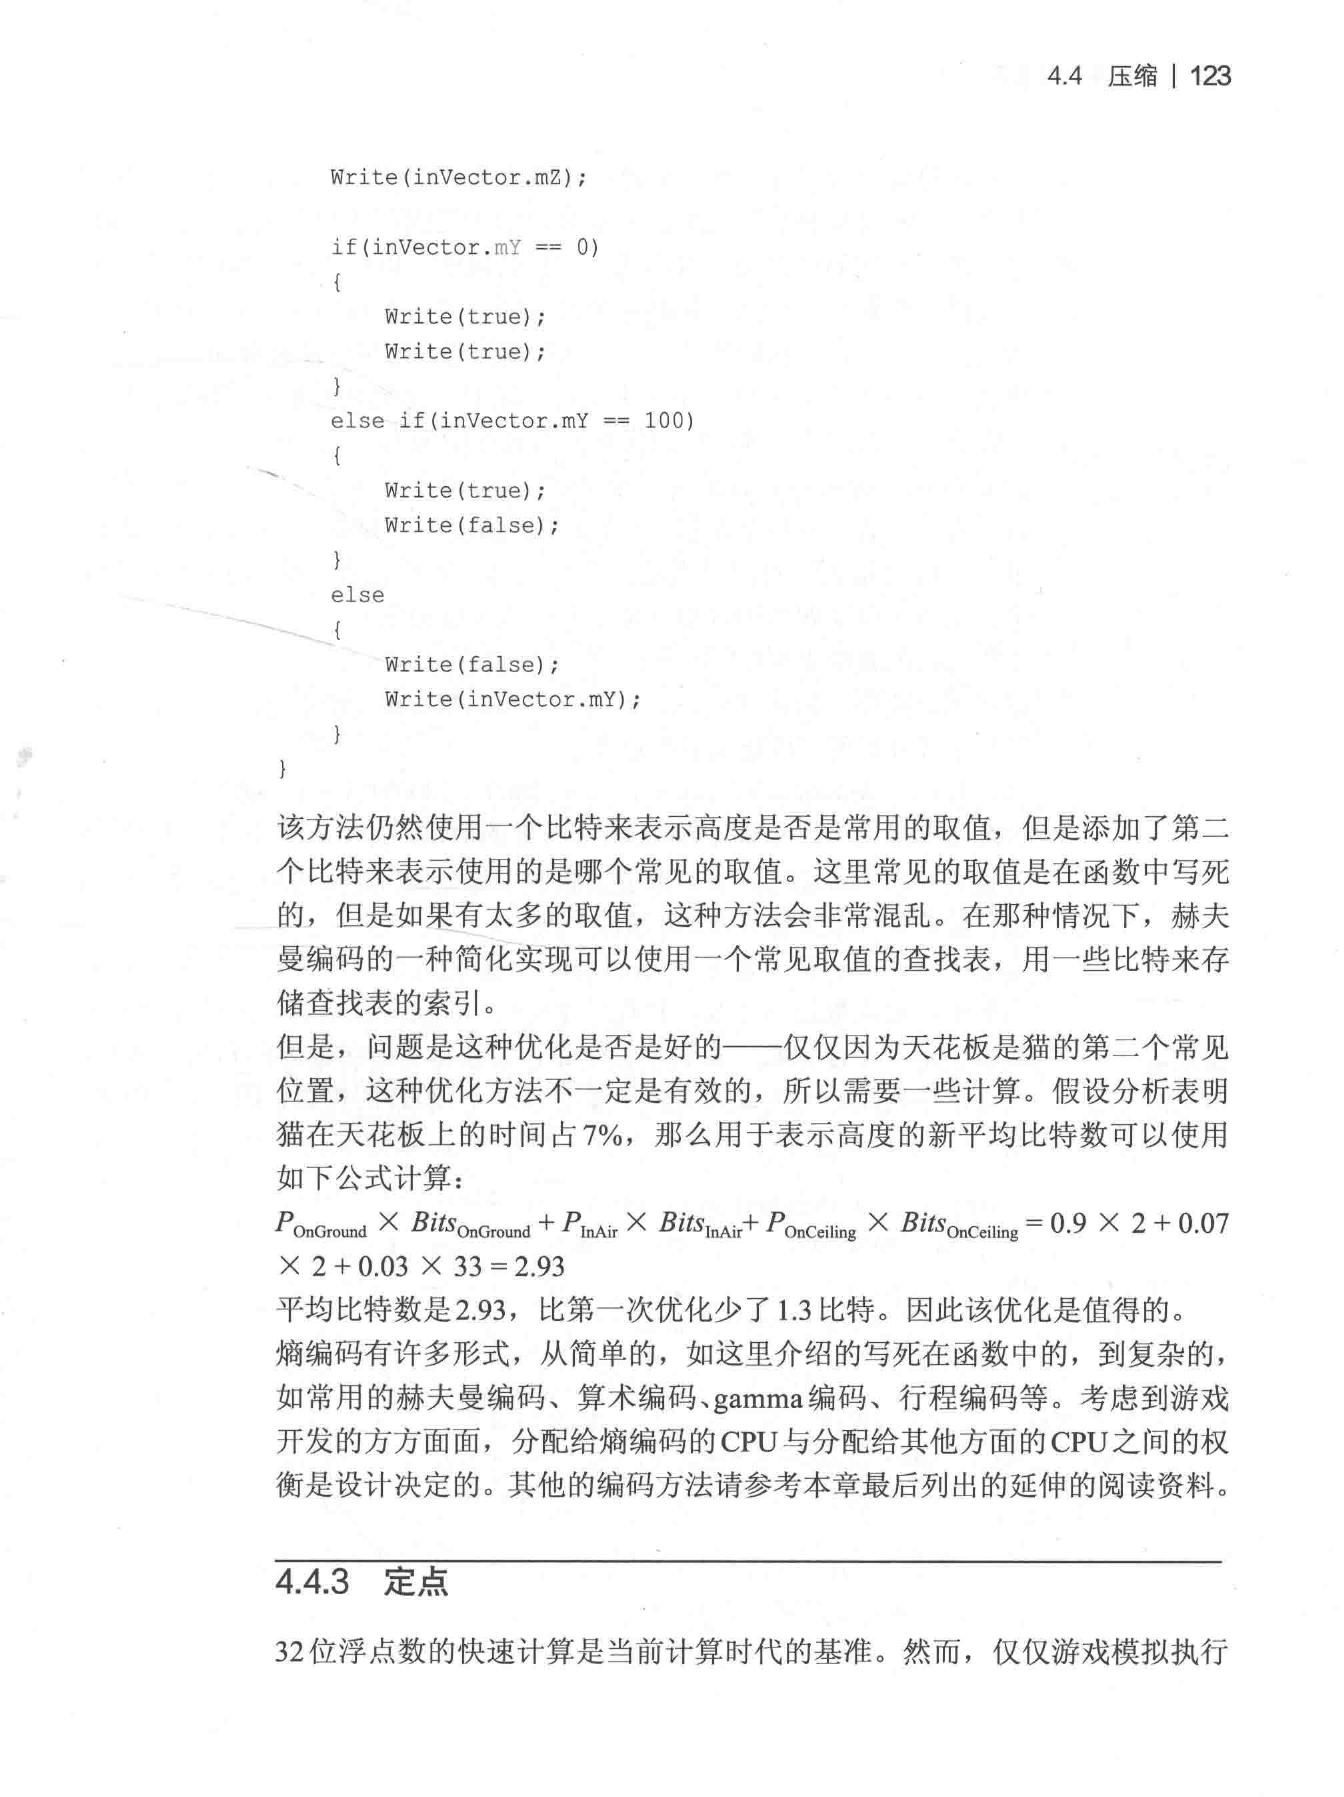 4.4 压缩 | 123
Write(inVector.mZ);
if(inVector.mY == 0)
{
Write(true);
Write(true);
}
else if(inVector.mY == 100)
{
Write(true);
Write(false);
}
else
{
Write(false);
Write(inVector.mY);
}
}
该方法仍然使用一个比特来表示高度是否是常用的取值，但是添加了第二
个比特来表示使用的是哪个常见的取值。这里常见的取值是在函数中写死
的，但是如果有太多的取值，这种方法会非常混乱。在那种情况下，赫夫
曼编码的一种简化实现可以使用一个常见取值的查找表，用一些比特来存
储查找表的索引。
但是，问题是这种优化是否是好的——仅仅因为天花板是猫的第二个常见
位置，这种优化方法不一定是有效的，所以需要一些计算。假设分析表明
猫在天花板上的时间占7%，那么用于表示高度的新平均比特数可以使用
如下公式计算：
POnGround × BitsOnGround + PInAir × BitsInAir+ POnCeiling × BitsOnCeiling = 0.9 × 2 + 0.07
× 2 + 0.03 × 33 = 2.93
平均比特数是2.93，比第一次优化少了1.3比特。因此该优化是值得的。
熵编码有许多形式，从简单的，如这里介绍的写死在函数中的，到复杂的，
如常用的赫夫曼编码、算术编码、gamma编码、行程编码等。考虑到游戏
开发的方方面面，分配给熵编码的CPU与分配给其他方面的CPU之间的权
衡是设计决定的。其他的编码方法请参考本章最后列出的延伸的阅读资料。
4.4.3 定点
32位浮点数的快速计算是当前计算时代的基准。然而，仅仅游戏模拟执行